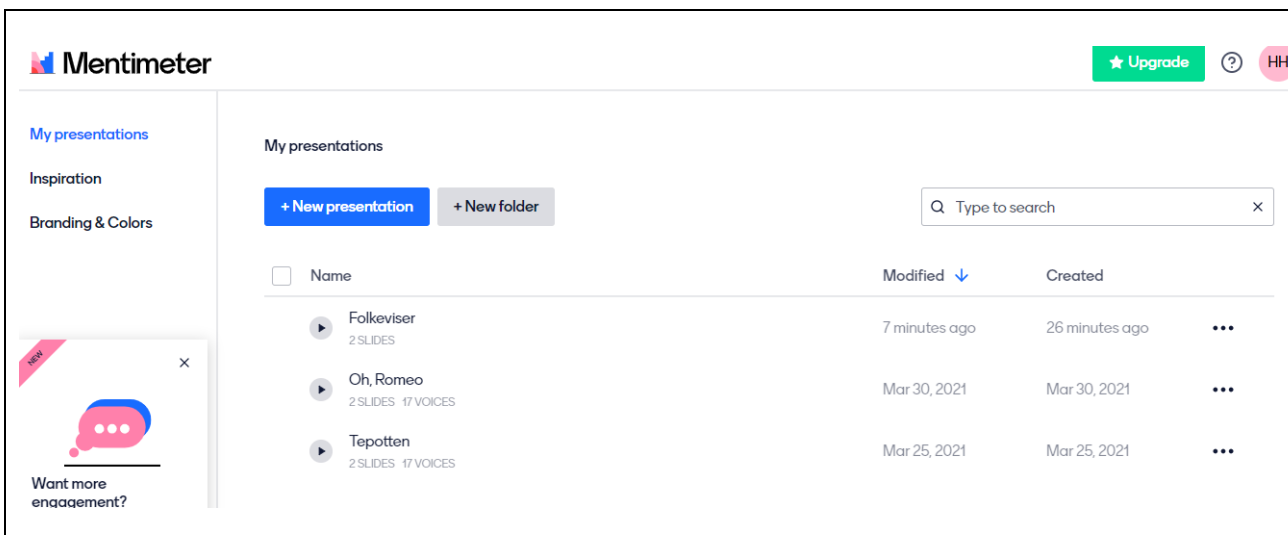 Mentimeter
Upgrade
?
HH
My presentations
Inspiration
Branding & Colors
My presentations
+ New presentation
+ New folder
Type to search
Name Modified Created
Folkeviser
2 SLIDES
7 minutes ago 26 minutes ago
Oh, Romeo
2 SLIDES 17 VOICES
Mar 30, 2021 Mar 30, 2021
Tepotten
2 SLIDES 17 VOICES
Mar 25, 2021 Mar 25, 2021
NEW
Want more
engagement?